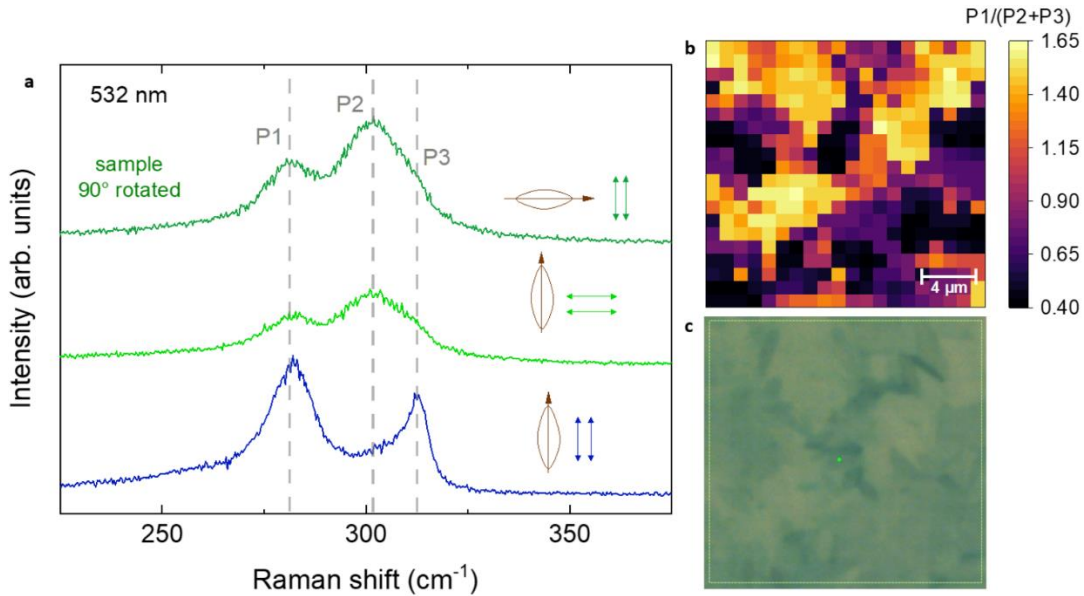 a
532 nm
sample
90° rotated
P1
P2
P3
Intensity (arb. units)
250
300
350
Raman shift (cm⁻¹)
b
P1/(P2+P3)
1.65
1.40
1.15
0.90
0.65
0.40
4 µm
c